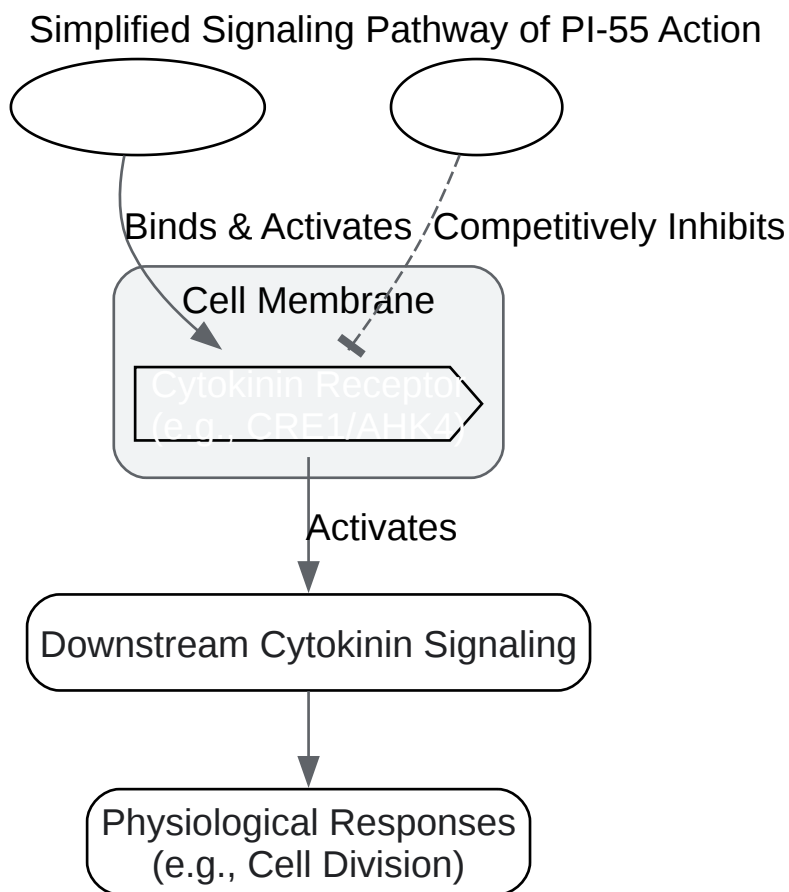 Simplified Signaling Pathway of PI-55 Action
Binds & Activates
Competitively Inhibits
Cell Membrane
Cytokinin Receptor
(e.g., CRE1/AHK4)
Activates
Downstream Cytokinin Signaling
Physiological Responses
(e.g., Cell Division)